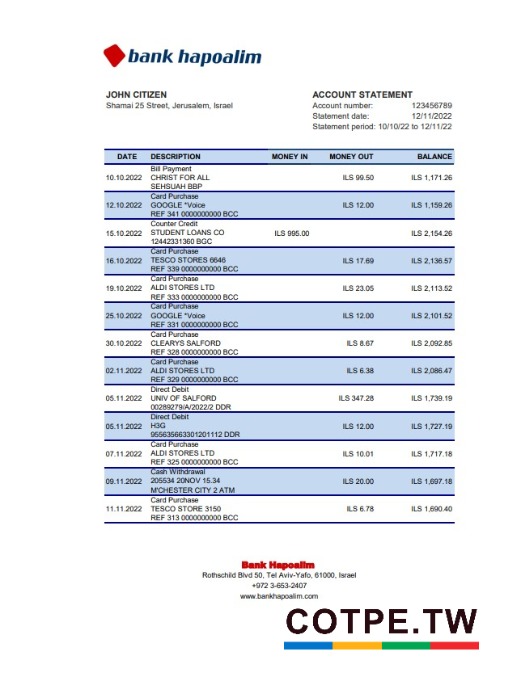 bank hapoalim
JOHN CITIZEN
Shamai 25 Street, Jerusalem, Israel
ACCOUNT STATEMENT
Account number: 123456789
Statement date: 12/11/2022
Statement period: 10/10/22 to 12/11/22
DATE DESCRIPTION MONEY IN MONEY OUT BALANCE
Bill Payment
10.10.2022 CHRIST FOR ALL ILS 99.50 ILS 1,171.26
SEHSUAH BBP
Card Purchase
12.10.2022 GOOGLE *Voice ILS 12.00 ILS 1,159.26
REF 341 0000000000 BCC
Counter Credit
15.10.2022 STUDENT LOANS CO ILS 995.00 ILS 2,154.26
12442331360 BGC
Card Purchase
16.10.2022 TESCO STORES 6646 ILS 17.69 ILS 2,136.57
REF 339 0000000000 BCC
Card Purchase
19.10.2022 ALDI STORES LTD ILS 23.05 ILS 2,113.52
REF 333 0000000000 BCC
Card Purchase
25.10.2022 GOOGLE *Voice ILS 12.00 ILS 2,101.52
REF 331 0000000000 BCC
Card Purchase
30.10.2022 CLEARYS SALFORD ILS 8.67 ILS 2,092.85
REF 328 0000000000 BCC
Card Purchase
02.11.2022 ALDI STORES LTD ILS 6.38 ILS 2,086.47
REF 329 0000000000 BCC
Direct Debit
05.11.2022 UNIV OF SALFORD ILS 347.28 ILS 1,739.19
00289279/A/2022/2 DDR
Direct Debit
05.11.2022 H3G ILS 12.00 ILS 1,727.19
955635663301201112 DDR
Card Purchase
07.11.2022 ALDI STORES LTD ILS 10.01 ILS 1,717.18
REF 325 0000000000 BCC
Cash Withdrawal
09.11.2022 205534 20NOV 15.34 ILS 20.00 ILS 1,697.18
M'CHESTER CITY 2 ATM
Card Purchase
11.11.2022 TESCO STORE 3150 ILS 6.78 ILS 1,690.40
REF 313 0000000000 BCC
Bank Hapoalim
Rothschild Blvd 50, Tel Aviv-Yafo, 61000, Israel
+972 3-653-2407
www.bankhapoalim.com
COTPE.TW